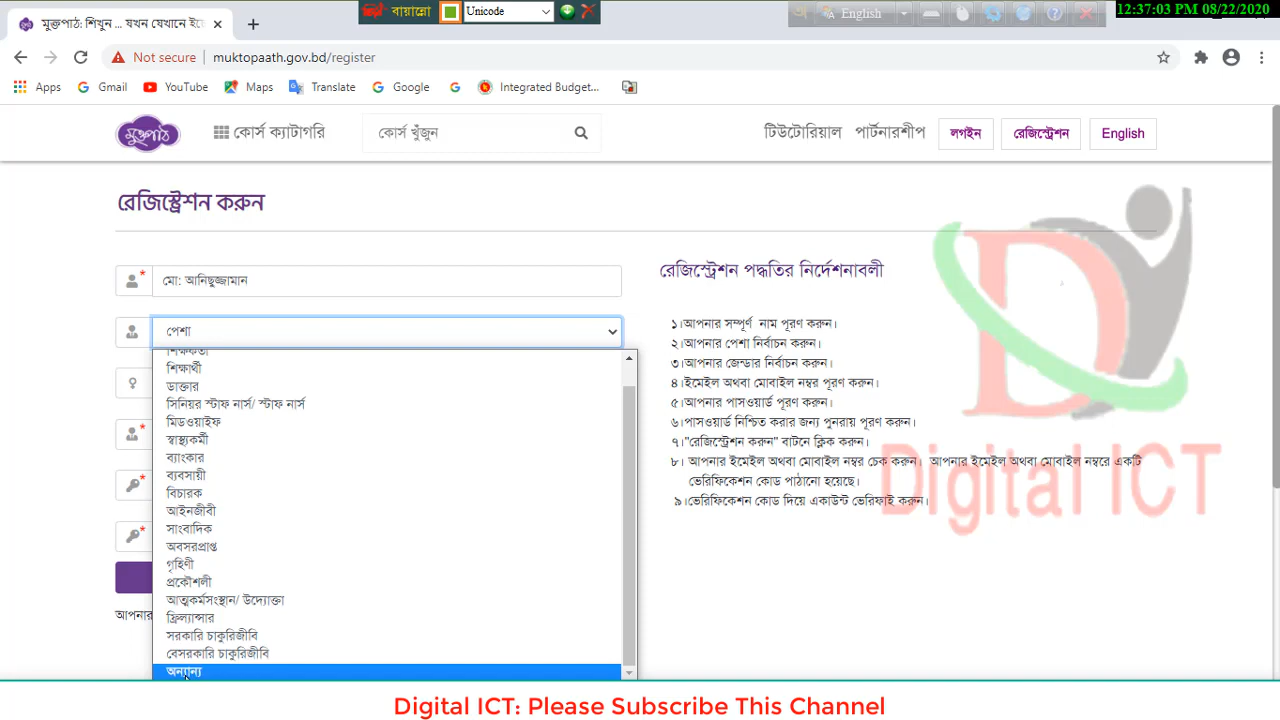 বায়ান্নো Unicode English 12:37:03 PM 08/22/2020
মুক্তপাঠ: শিখুন ... যখন যেখানে ইচ্ছে
Not secure muktopaath.gov.bd/register
Apps Gmail YouTube Maps Translate Google Integrated Budget...
মুক্তপাঠ কোর্স ক্যাটাগরি কোর্স খুঁজুন টিউটোরিয়াল পার্টনারশীপ লগইন রেজিস্ট্রেশন English
রেজিস্ট্রেশন করুন
মো: আনিছুজ্জামান
পেশা
শিক্ষকতা
শিক্ষার্থী
ডাক্তার
সিনিয়র স্টাফ নার্স/ স্টাফ নার্স
মিডওয়াইফ
স্বাস্থ্যকর্মী
ব্যাংকার
ব্যবসায়ী
বিচারক
আইনজীবী
সাংবাদিক
অবসরপ্রাপ্ত
গৃহিণী
প্রকৌশলী
আত্মকর্মসংস্থান/ উদ্যোক্তা
ফ্রিল্যান্সার
সরকারি চাকুরিজীবি
বেসরকারি চাকুরিজীবি
অন্যান্য
আপনার
রেজিস্ট্রেশন পদ্ধতির নির্দেশনাবলী
১।আপনার সম্পূর্ণ নাম পূরণ করুন।
২।আপনার পেশা নির্বাচন করুন।
৩।আপনার জেন্ডার নির্বাচন করুন।
৪।ইমেইল অথবা মোবাইল নম্বর পূরণ করুন।
৫।আপনার পাসওয়ার্ড পূরণ করুন।
৬।পাসওয়ার্ড নিশ্চিত করার জন্য পুনরায় পূরণ করুন।
৭।"রেজিস্ট্রেশন করুন" বাটনে ক্লিক করুন।
৮। আপনার ইমেইল অথবা মোবাইল নম্বর চেক করুন। আপনার ইমেইল অথবা মোবাইল নম্বরে একটি
ভেরিফিকেশন কোড পাঠানো হয়েছে।
৯।ভেরিফিকেশন কোড দিয়ে একাউন্ট ভেরিফাই করুন।
Digital ICT
Digital ICT: Please Subscribe This Channel